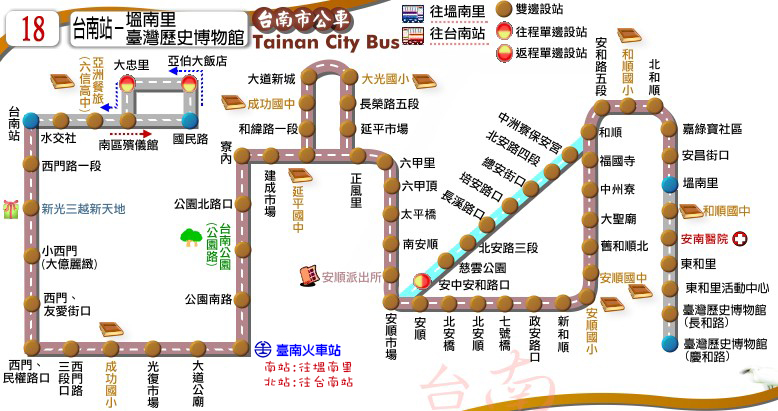 18
台南站－塭南里
臺灣歷史博物館
台南市公車
Tainan City Bus
往塭南里
往台南站
雙邊設站
往程單邊設站
返程單邊設站
台南站
水交社
亞洲餐旅
(六信高中)
大忠里
亞伯大飯店
南區殯儀館
國民路
西門路一段
新光三越新天地
小西門
(大億麗緻)
西門、
友愛街口
西門、
民權路口
西門路
三段口
成功國小
光復市場
大道公廟
臺南火車站
南站:往塭南里
北站:往台南站
公園南路
台南公園
(公園路)
公園北路口
寮內
建成市場
延平國中
和緯路一段
成功國中
大道新城
大光國小
長榮路五段
延平市場
正風里
六甲里
六甲頂
太平橋
南安順
安順派出所
安順市場
安順
北安橋
北安順
七號橋
政安路口
新和順
安順國小
安中安和路口
慈雲公園
北安路三段
長溪路口
培安路口
總安街口
北安路四段
中洲寮保安宮
安順國中
舊和順北
大聖廟
中州寮
福國寺
和順
安和路五段
和順國小
北和順
嘉綠寶社區
安昌街口
塭南里
和順國中
安南醫院
東和里
東和里活動中心
臺灣歷史博物館
(長和路)
臺灣歷史博物館
(慶和路)
台南